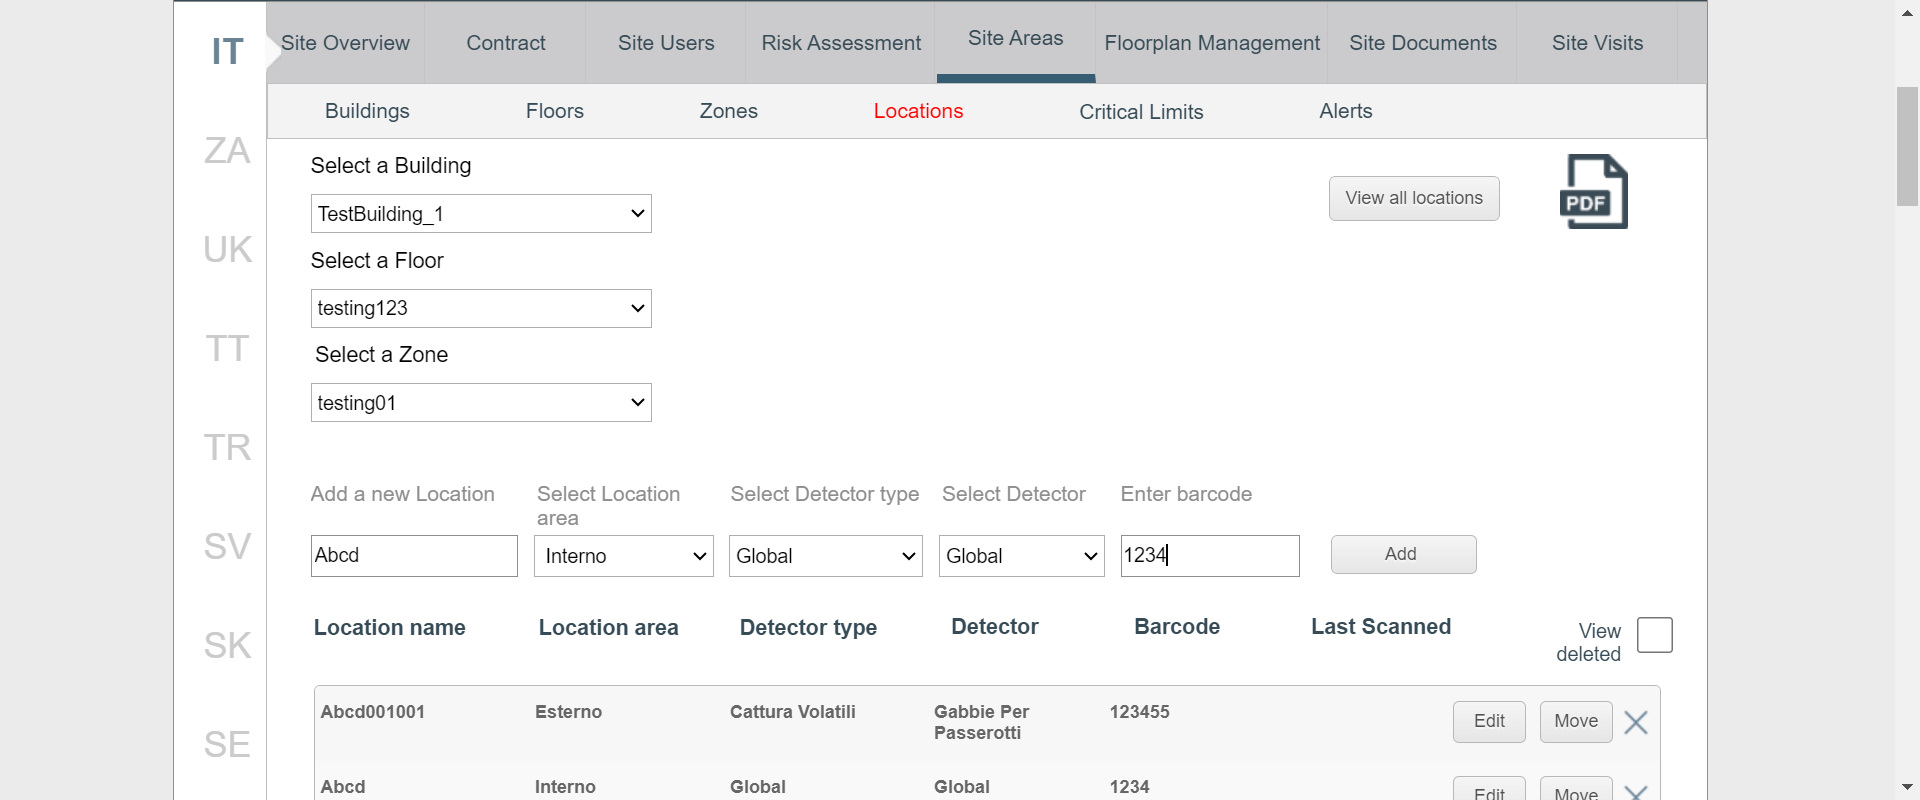 IT
Site Overview
Contract
Site Users
Risk Assessment
Site Areas
Floorplan Management
Site Documents
Site Visits
Buildings
Floors
Zones
Locations
Critical Limits
Alerts
ZA
UK
TT
TR
SV
SK
SE
Select a Building
TestBuilding_1
View all locations
PDF
Select a Floor
testing123
Select a Zone
testing01
Add a new Location
Select Location
area
Select Detector type
Select Detector
Enter barcode
Abcd
Interno
Global
Global
1234
Add
Location name
Location area
Detector type
Detector
Barcode
Last Scanned
View
deleted
Abcd001001
Esterno
Cattura Volatili
Gabbie Per
Passerotti
123455
Edit
Move
Abcd
Interno
Global
Global
1234
Edit
Move